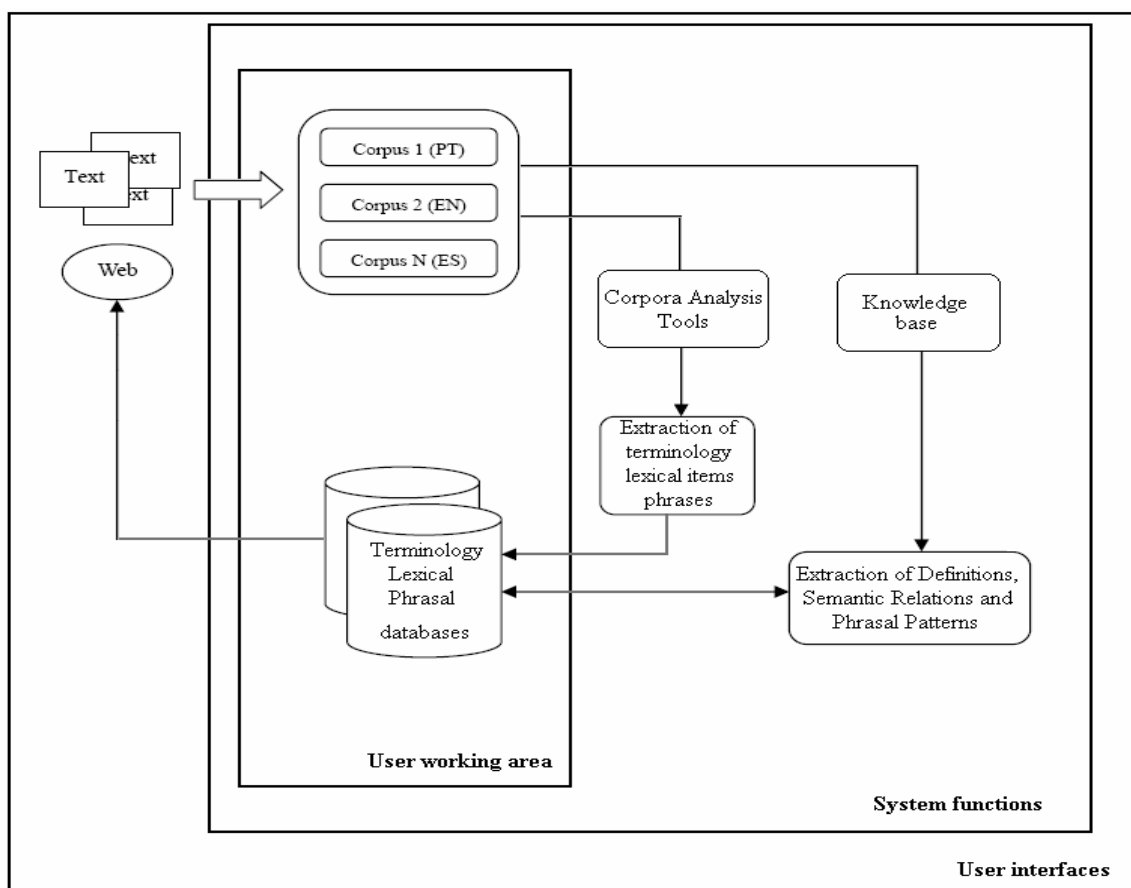 Text
ext
ext
Web
Corpus 1 (PT)
Corpus 2 (EN)
Corpus N (ES)
Corpora Analysis
Tools
Knowledge
base
Extraction of
terminology
lexical items
phrases
Terminology
Lexical
Phrasal
databases
Extraction of Definitions,
Semantic Relations and
Phrasal Patterns
User working area
System functions
User interfaces